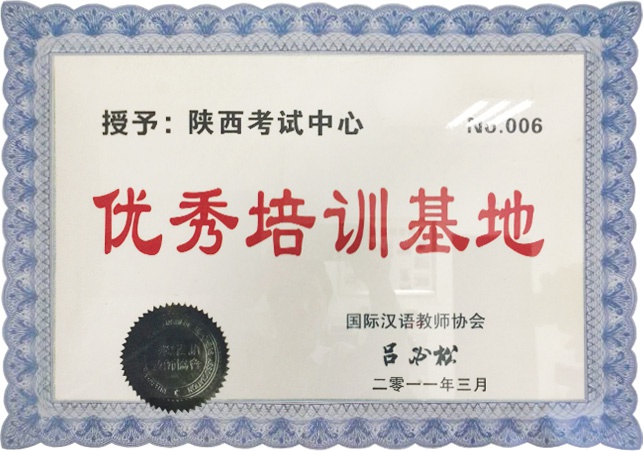 授予：陕西考试中心 No.006
优秀培训基地
国际汉语教师协会
吕必松
二零一一年三月